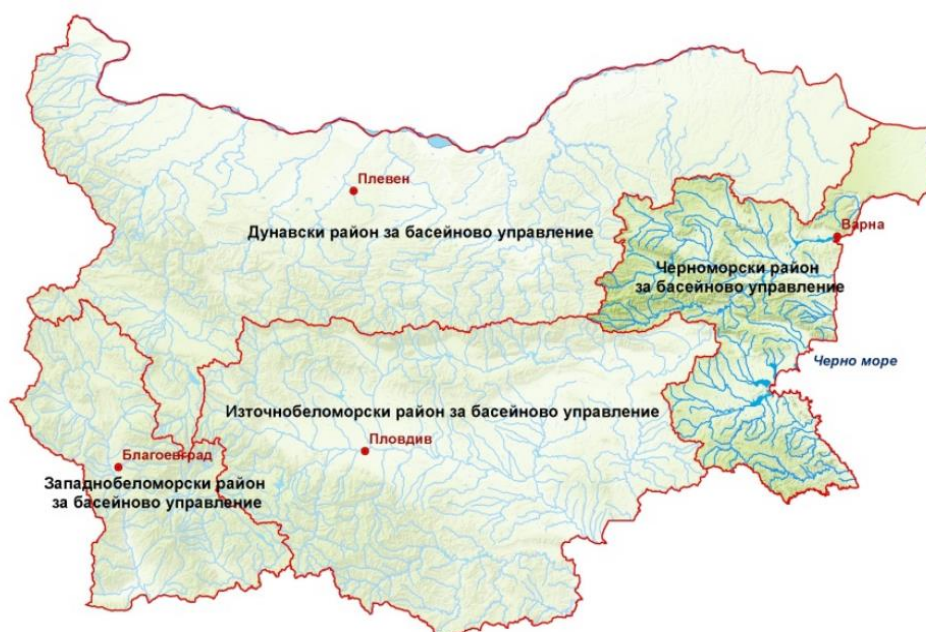 Плевен
Дунавски район за басейново управление
Варна
Черноморски район
за басейново управление
Черно море
Източнобеломорски район за басейново управление
Пловдив
Благоевград
Западнобеломорски район
за басейново управление